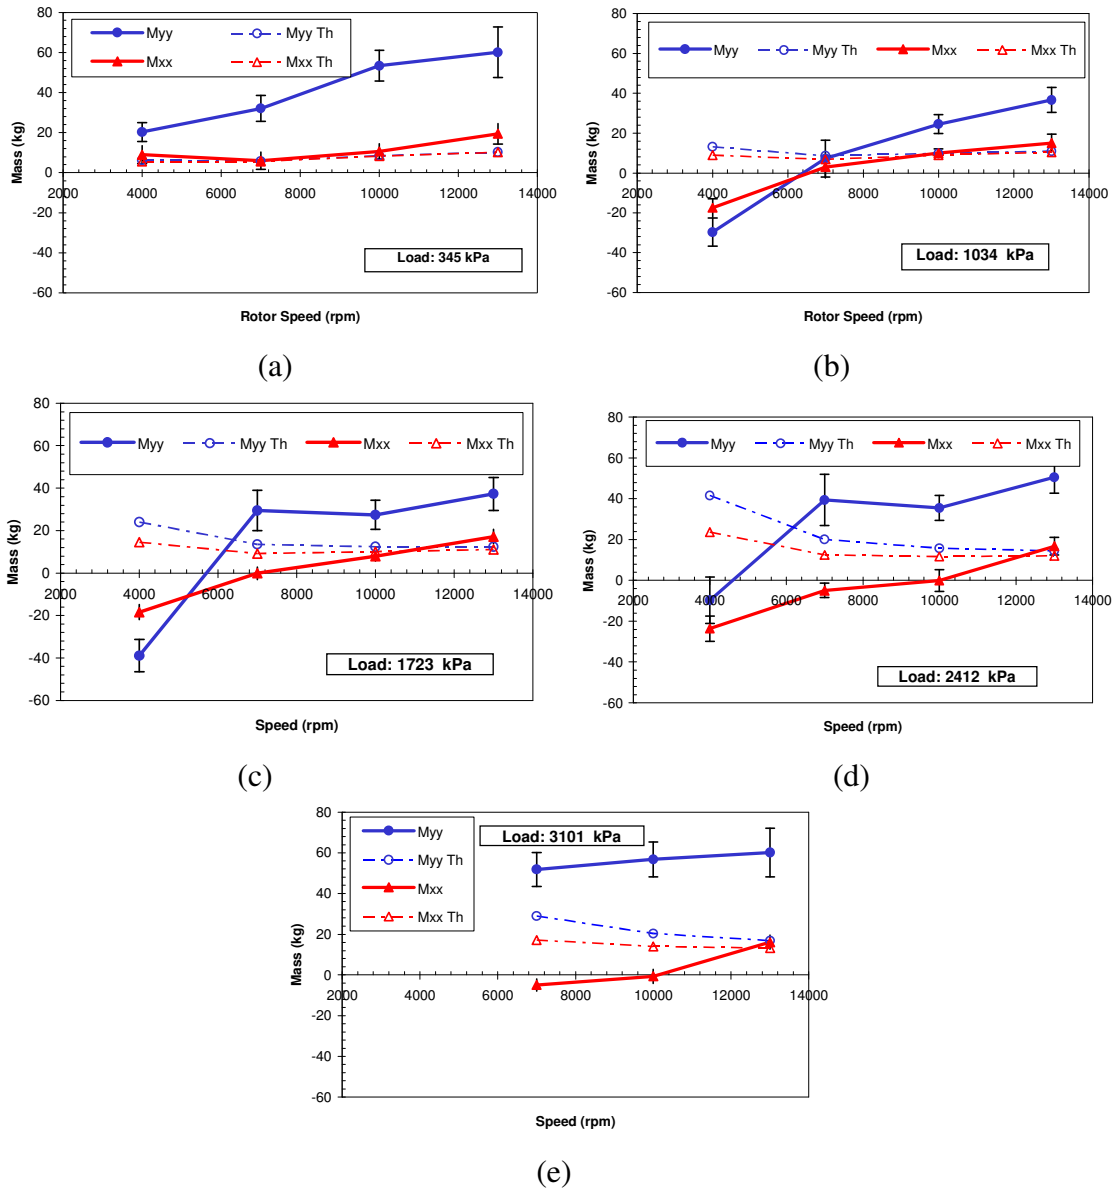 80
60
40
20
0
-20
-40
-60
Mass (kg)
2000 4000 6000 8000 10000 12000 14000
Myy Myy Th
Mxx Mxx Th
Load: 345 kPa
Rotor Speed (rpm)
(a)
80
60
40
20
0
-20
-40
-60
Mass (kg)
2000 4000 6000 8000 10000 12000 14000
Myy Myy Th Mxx Mxx Th
Load: 1034 kPa
Rotor Speed (rpm)
(b)
80
60
40
20
0
-20
-40
-60
Mass (kg)
2000 4000 6000 8000 10000 12000 14000
Myy Myy Th Mxx Mxx Th
Load: 1723 kPa
Speed (rpm)
(c)
80
60
40
20
0
-20
-40
-60
Mass (kg)
2000 4000 6000 8000 10000 12000 14000
Myy Myy Th Mxx Mxx Th
Load: 2412 kPa
Speed (rpm)
(d)
80
60
40
20
0
-20
-40
-60
Mass (kg)
2000 4000 6000 8000 10000 12000 14000
Myy
Myy Th
Mxx
Mxx Th
Load: 3101 kPa
Speed (rpm)
(e)